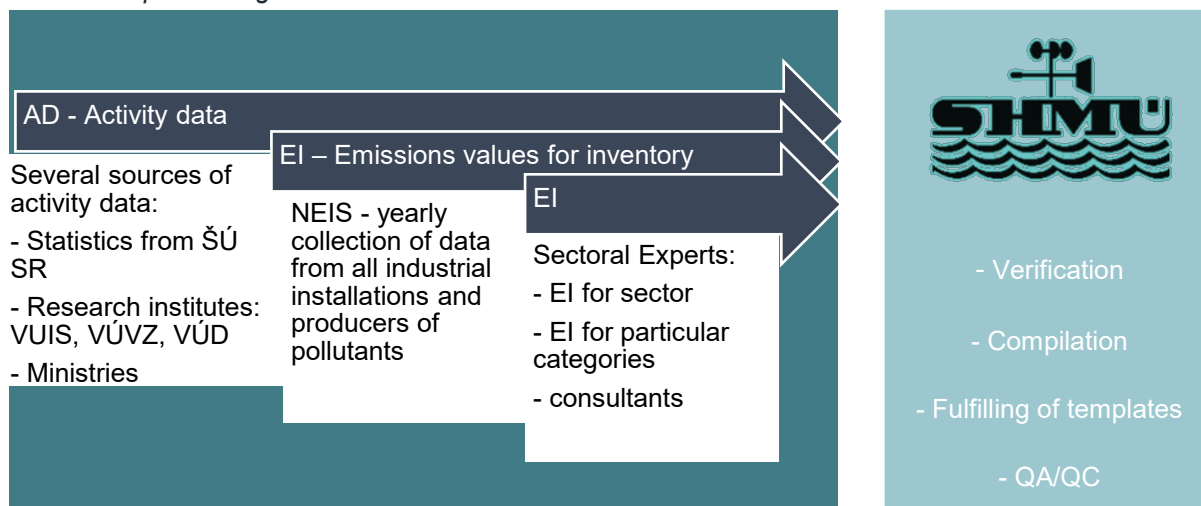 AD - Activity data
Several sources of
activity data:
- Statistics from ŠÚ
SR
- Research institutes:
VUIS, VÚVZ, VÚD
- Ministries
EI – Emissions values for inventory
NEIS - yearly
collection of data
from all industrial
installations and
producers of
pollutants
EI
Sectoral Experts:
- EI for sector
- EI for particular
categories
- consultants
SHMÚ
- Verification
- Compilation
- Fulfilling of templates
- QA/QC